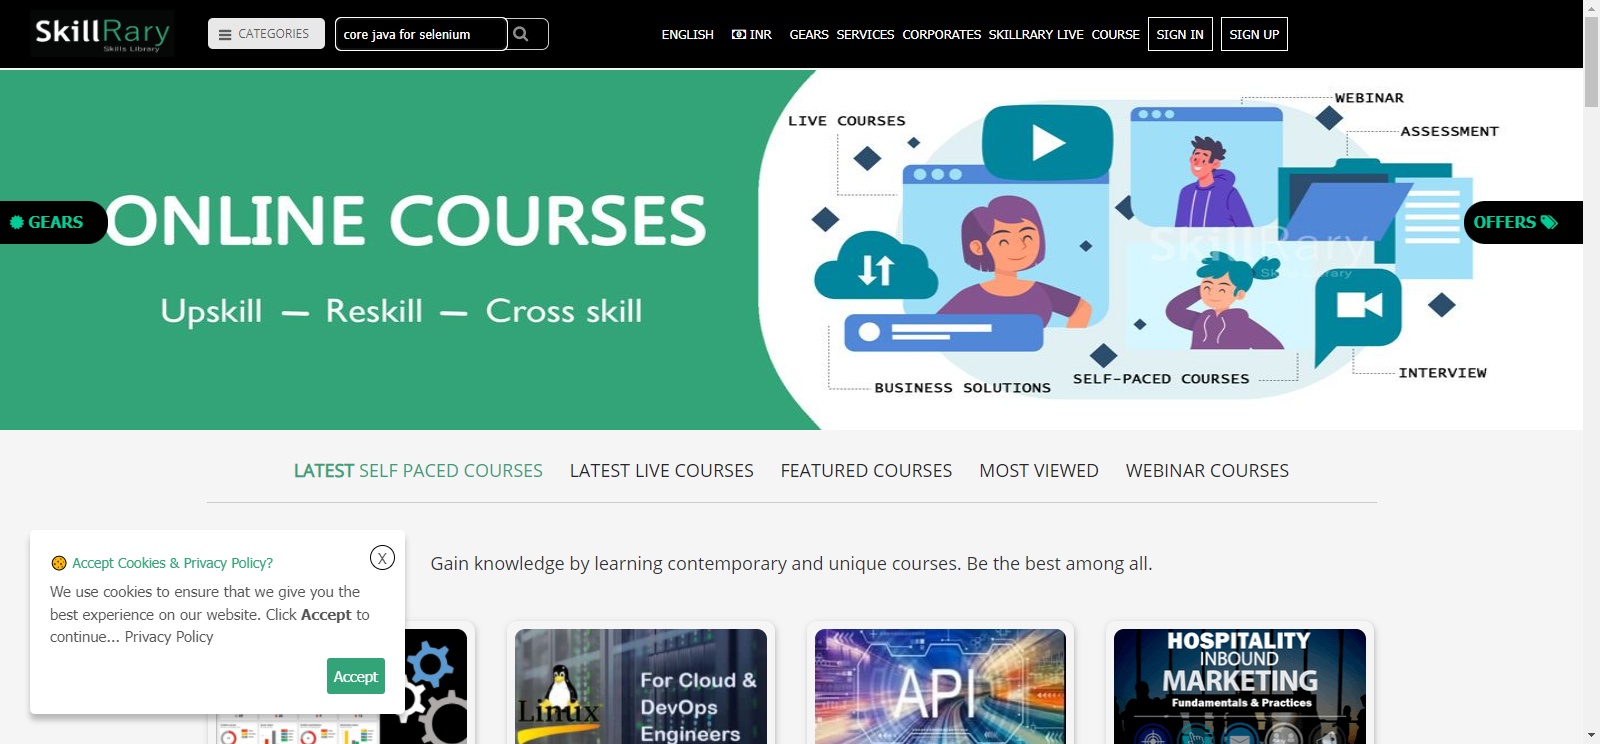 SkillRary
Skills Library
CATEGORIES
core java for selenium
ENGLISH
INR
GEARS
SERVICES
CORPORATES
SKILLRARY LIVE
COURSE
SIGN IN
SIGN UP
GEARS
ONLINE COURSES
Upskill — Reskill — Cross skill
LIVE COURSES
WEBINAR
ASSESSMENT
SkillRary
Skills Library
BUSINESS SOLUTIONS
SELF-PACED COURSES
INTERVIEW
OFFERS
LATEST SELF PACED COURSES
LATEST LIVE COURSES
FEATURED COURSES
MOST VIEWED
WEBINAR COURSES
Gain knowledge by learning contemporary and unique courses. Be the best among all.
Accept Cookies & Privacy Policy?
X
We use cookies to ensure that we give you the
best experience on our website. Click Accept to
continue... Privacy Policy
Accept
Linux
For Cloud &
DevOps
Engineers
API
HOSPITALITY
INBOUND
MARKETING
Fundamentals & Practices